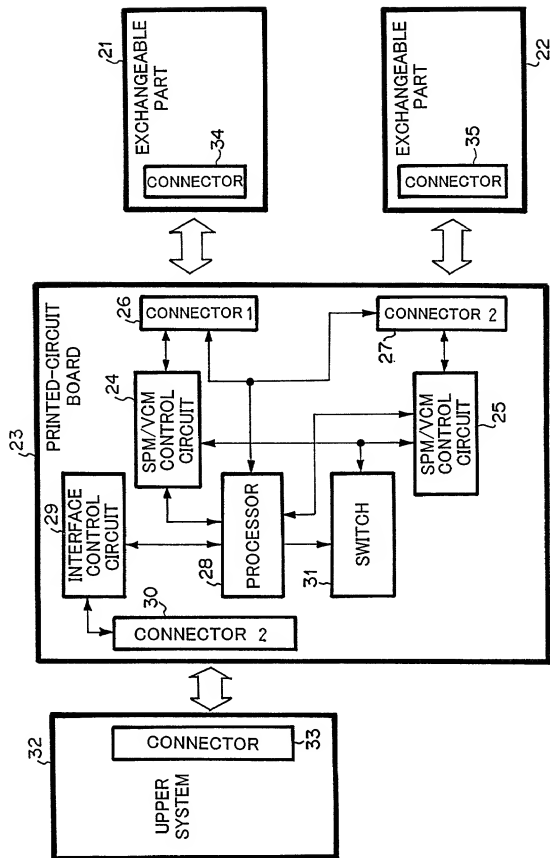 32
UPPER
SYSTEM
CONNECTOR
33
23
PRINTED-CIRCUIT
BOARD
29
INTERFACE
CONTROL
CIRCUIT
30
CONNECTOR 2
24
SPM/VCM
CONTROL
CIRCUIT
26
CONNECTOR 1
28
PROCESSOR
31
SWITCH
27
CONNECTOR 2
SPM/VCM
CONTROL
CIRCUIT
25
21
EXCHANGEABLE
PART
34
CONNECTOR
22
EXCHANGEABLE
PART
35
CONNECTOR